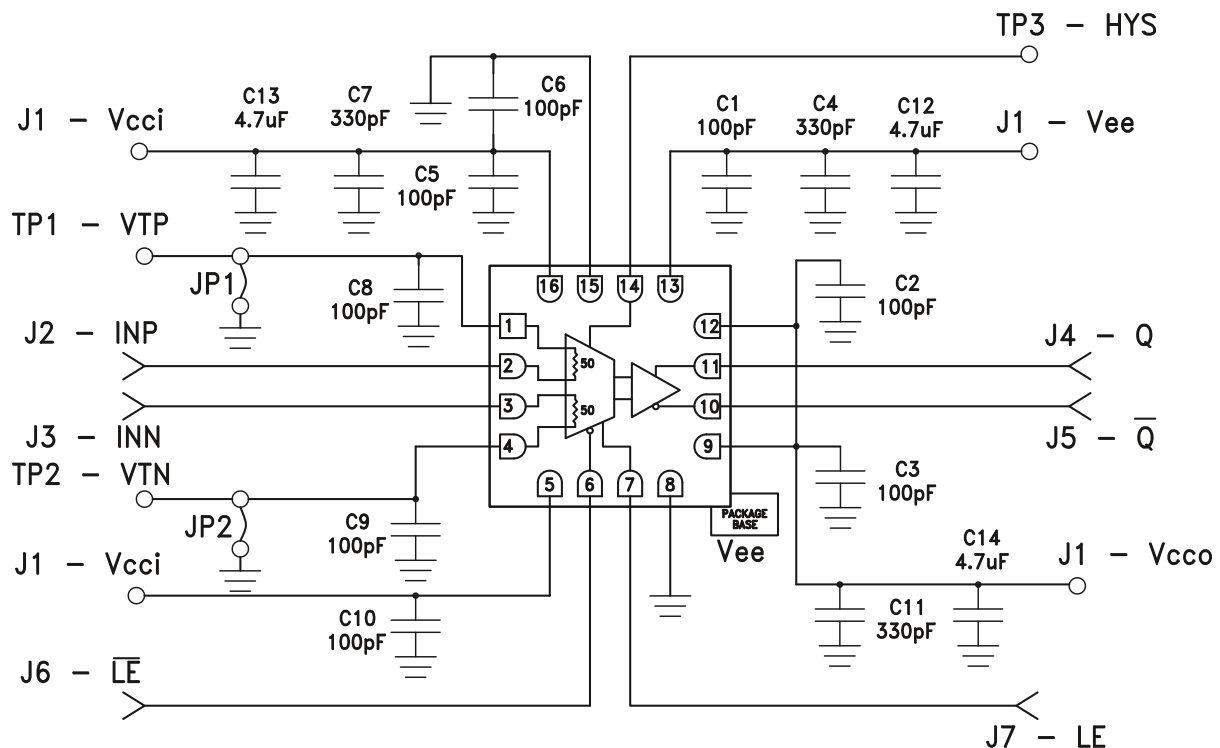 TP3 - HYS
C13
4.7uF
C7
330pF
C6
100pF
C1
100pF
C4
330pF
C12
4.7uF
J1 - Vcci
J1 - Vee
C5
100pF
TP1 - VTP
JP1
C8
100pF
16
15
14
13
C2
100pF
1
12
J2 - INP
J4 - Q
2
50
11
3
50
10
J3 - INN
J5 - Q̅
4
9
TP2 - VTN
5
6
7
8
C3
100pF
JP2
C9
100pF
PACKAGE
BASE
Vee
C14
4.7uF
J1 - Vcci
J1 - Vcco
C10
100pF
C11
330pF
J6 - L̅E̅
J7 - LE